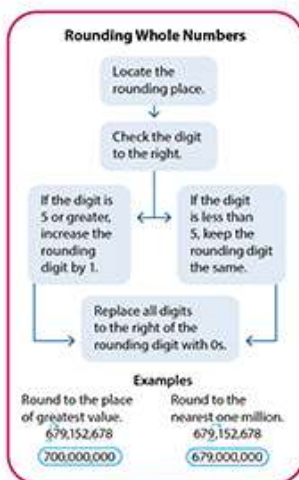 Rounding Whole Numbers
Locate the
rounding place.
Check the digit
to the right.
If the digit is
5 or greater,
increase the
rounding
digit by 1.
If the digit
is less than
5, keep the
rounding digit
the same.
Replace all digits
to the right of the
rounding digit with 0s.
Examples
Round to the place
of greatest value.
679,152,678
700,000,000
Round to the
nearest one million.
679,152,678
679,000,000